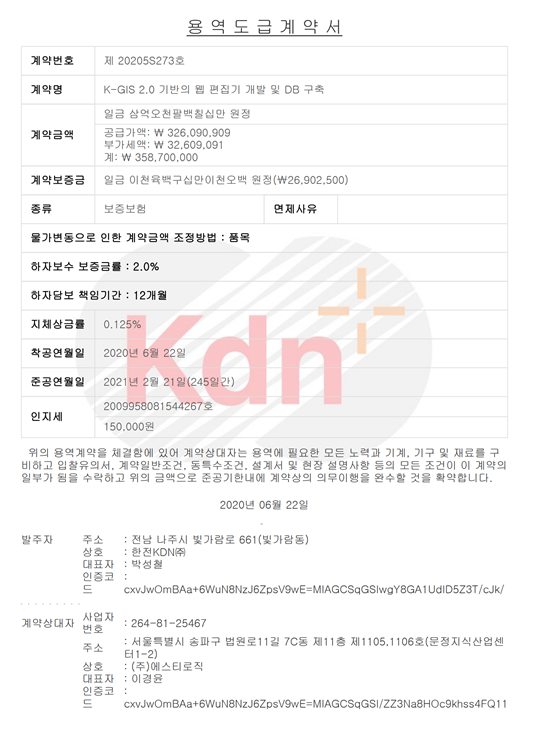 용 역 도 급 계 약 서
계약번호 제 20205S273호
계약명 K-GIS 2.0 기반의 웹 편집기 개발 및 DB 구축
계약금액 일금 삼억오천팔백칠십만 원정
공급가액: ₩ 326,090,909
부가세액: ₩ 32,609,091
계: ₩ 358,700,000
계약보증금 일금 이천육백구십만이천오백 원정(₩26,902,500)
종류 보증보험 면제사유
물가변동으로 인한 계약금액 조정방법 : 품목
하자보수 보증금률 : 2.0%
하자담보 책임기간 : 12개월
지체상금률 0.125%
착공연월일 2020년 6월 22일
준공연월일 2021년 2월 21일(245일간)
인지세 2009958081544267호
150,000원
Kdn
위의 용역계약을 체결함에 있어 계약상대자는 용역에 필요한 모든 노력과 기계, 기구 및 재료를 구
비하고 입찰유의서, 계약일반조건, 동특수조건, 설계서 및 현장 설명사항 등의 모든 조건이 이 계약의
일부가 됨을 수락하고 위의 금액으로 준공기한내에 계약상의 의무이행을 완수할 것을 확약합니다.
2020년 06월 22일
-
발주자 주소 : 전남 나주시 빛가람로 661(빛가람동)
상호 : 한전KDN㈜
대표자 : 박성철
인증코 :
드 cxvJwOmBAa+6WuN8NzJ6ZpsV9wE=MIAGCSqGSIwgY8GA1UdID5Z3T/cJk/
계약상대자 사업자
번호 : 264-81-25467
주소 : 서울특별시 송파구 법원로11길 7C동 제11층 제1105,1106호(문정지식산업센
터1-2)
상호 : (주)에스티로직
대표자 : 이경윤
인증코 :
드 cxvJwOmBAa+6WuN8NzJ6ZpsV9wE=MIAGCSqGSI/ZZ3Na8HOc9khss4FQ11